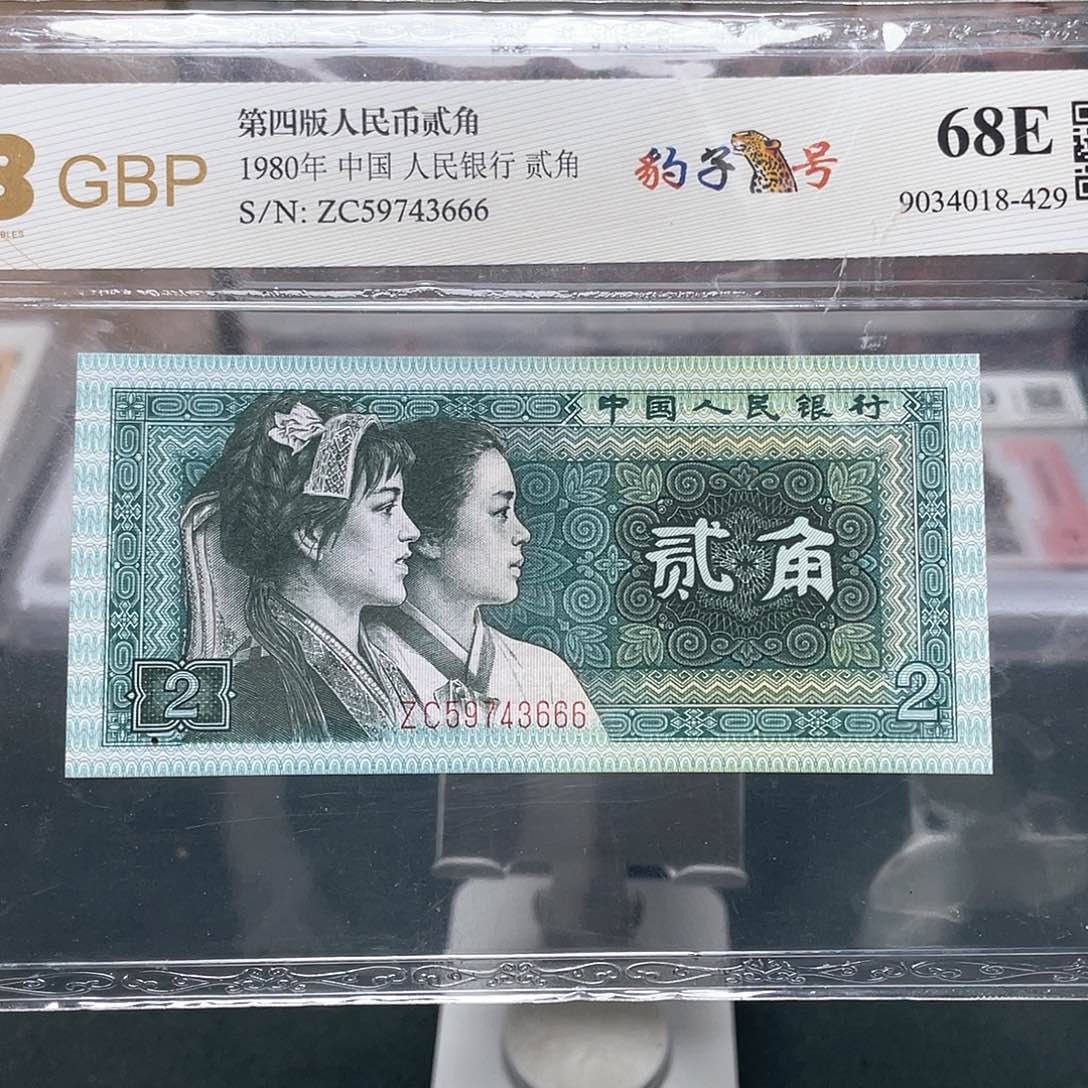 第四版人民币贰角
GBP
1980年 中国 人民银行 贰角
S/N: ZC59743666
豹子号
68E
9034018-429
中国人民银行
贰角
2
2
ZC59743666